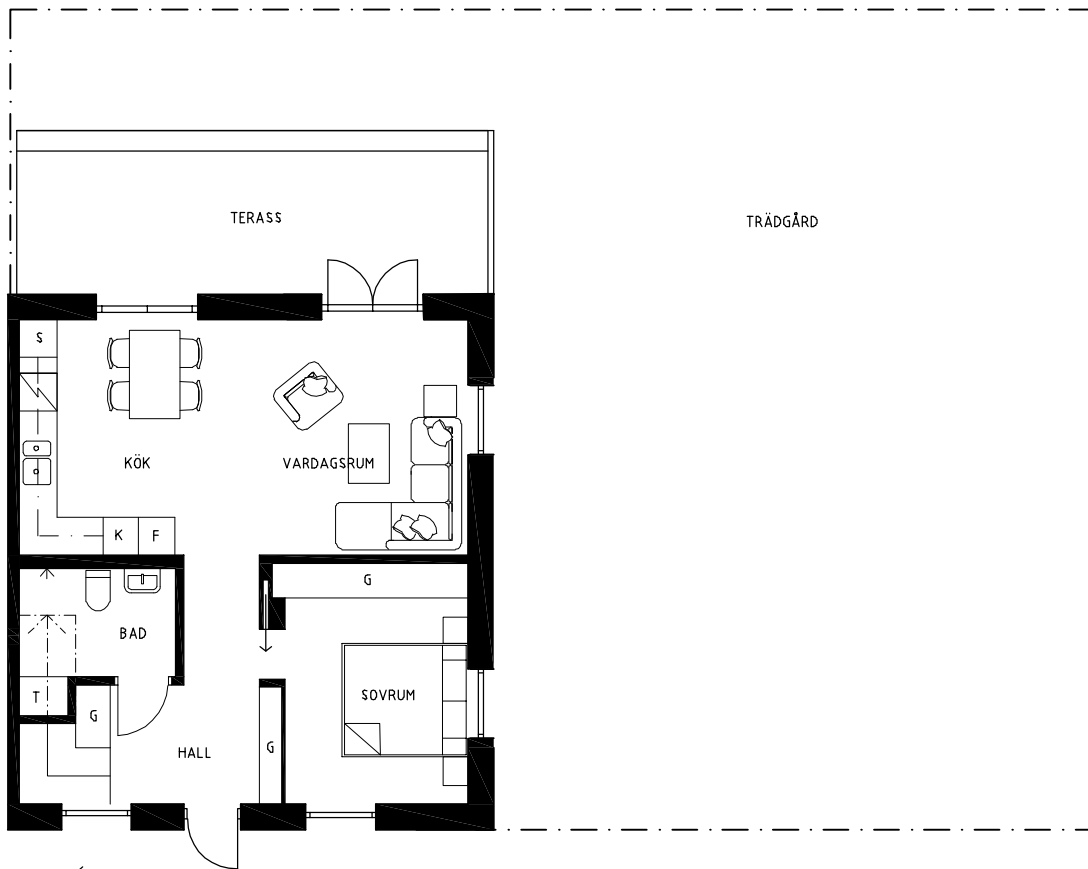 TERASS
TRÄDGÅRD
S
KÖK
VARDAGSRUM
K
F
G
BAD
T
G
SOVRUM
HALL
G